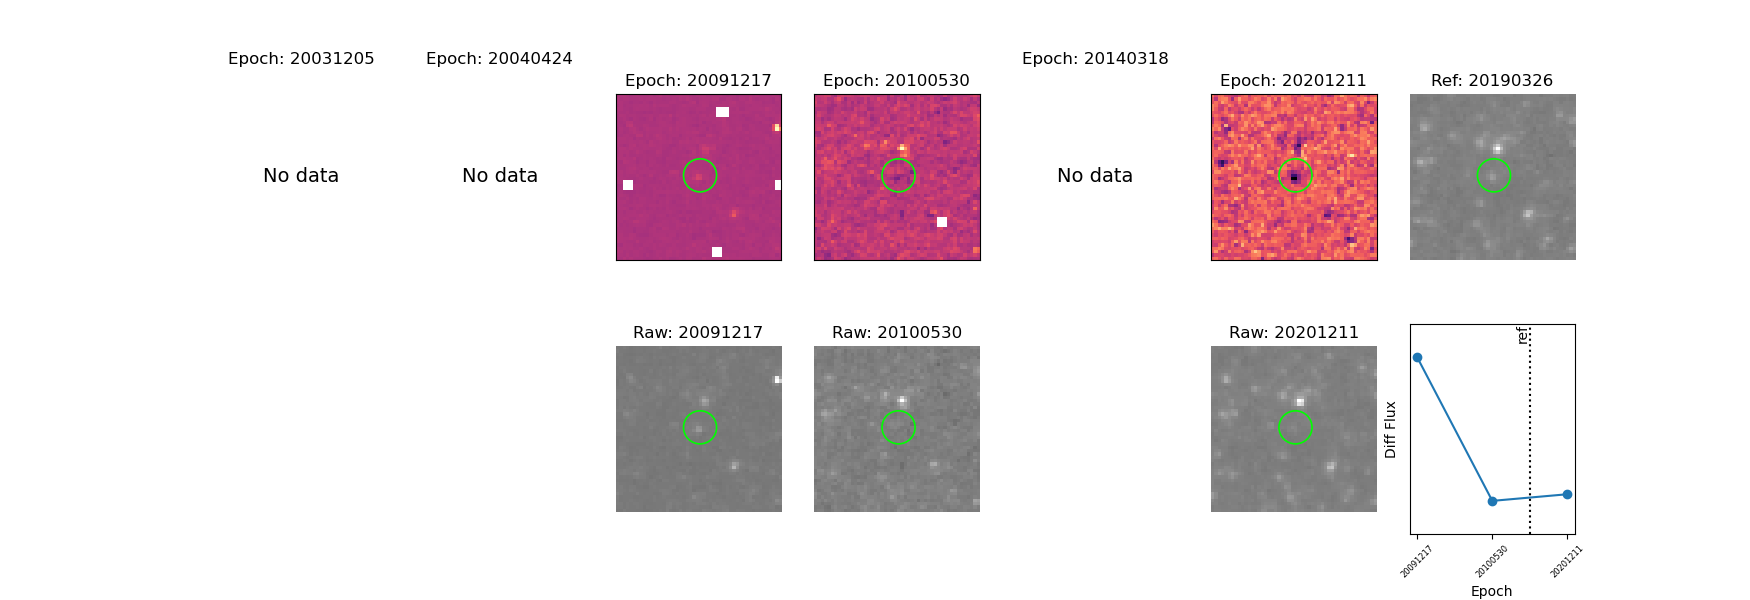 Epoch: 20031205
Epoch: 20040424
Epoch: 20091217
Epoch: 20100530
Epoch: 20140318
Epoch: 20201211
Ref: 20190326
No data
No data
No data
Raw: 20091217
Raw: 20100530
Raw: 20201211
ref
Diff Flux
20091217
20100530
20201211
Epoch